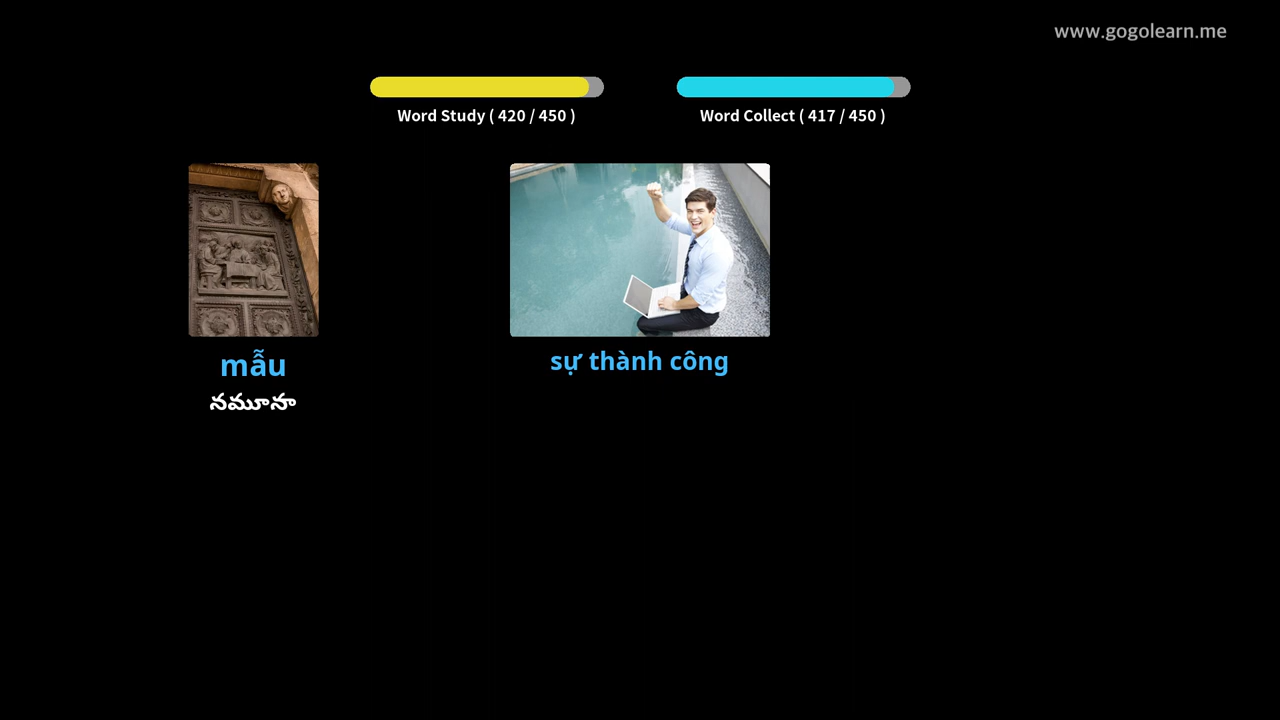 www.gogolearn.me
Word Study ( 420 / 450 )
Word Collect ( 417 / 450 )
mẫu
నమూనా
sự thành công